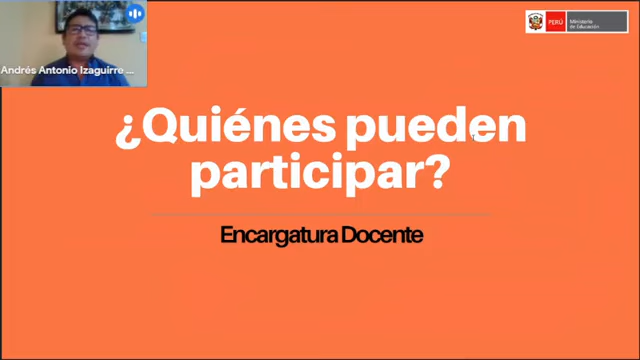 Andrés Antonio Izaguirre ...
PERÚ
Ministerio
de Educación
¿Quiénes pueden
participar?
Encargatura Docente